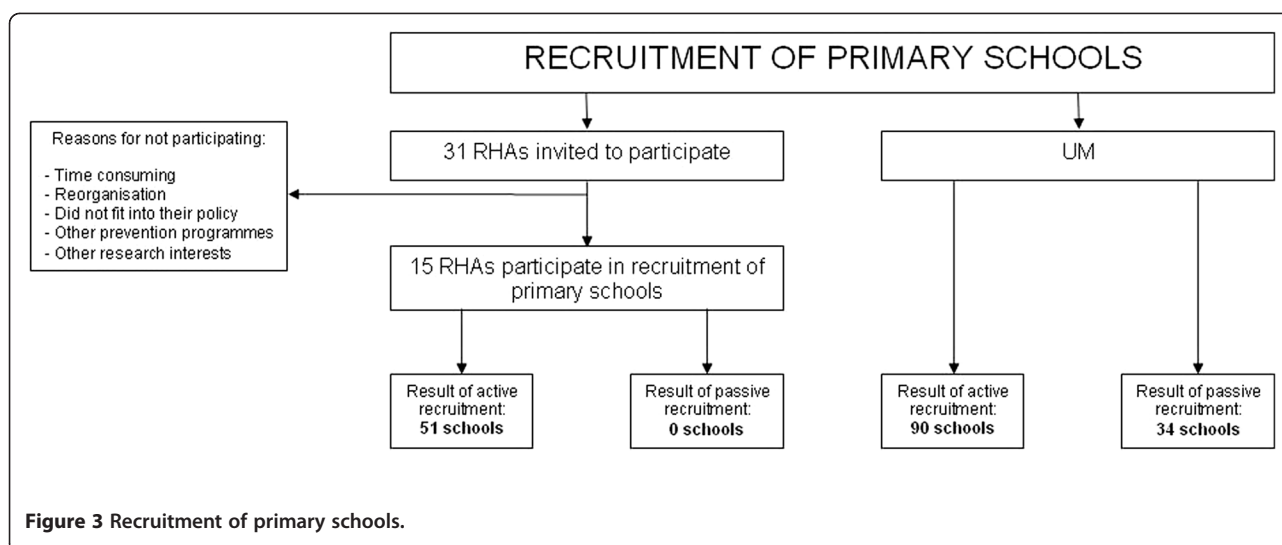 RECRUITMENT OF PRIMARY SCHOOLS
Reasons for not participating:
- Time consuming
- Reorganisation
- Did not fit into their policy
- Other prevention programmes
- Other research interests
31 RHAs invited to participate
UM
15 RHAs participate in recruitment of
primary schools
Result of active
recruitment:
51 schools
Result of passive
recruitment:
0 schools
Result of active
recruitment:
90 schools
Result of passive
recruitment:
34 schools
Figure 3 Recruitment of primary schools.